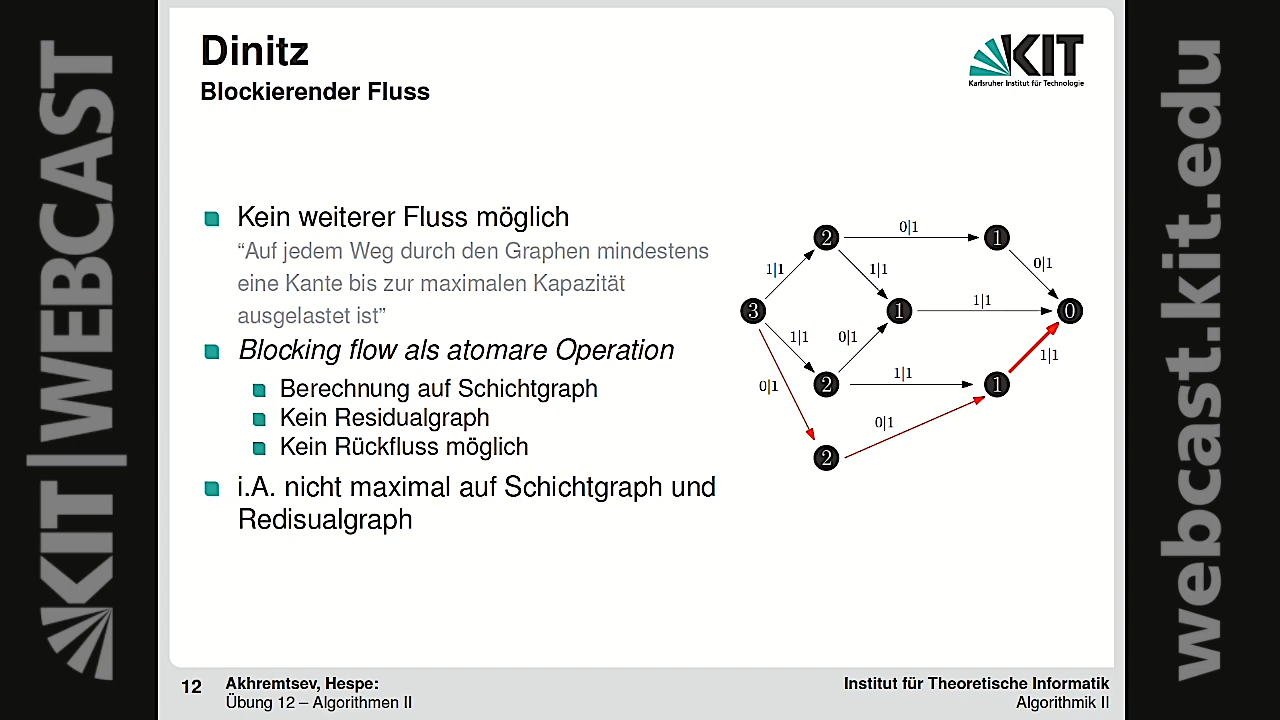 Dinitz
Blockierender Fluss
KIT
Karlsruher Institut für Technologie
Kein weiterer Fluss möglich
“Auf jedem Weg durch den Graphen mindestens
eine Kante bis zur maximalen Kapazität
ausgelastet ist”
Blocking flow als atomare Operation
Berechnung auf Schichtgraph
Kein Residualgraph
Kein Rückfluss möglich
i.A. nicht maximal auf Schichtgraph und
Redisualgraph
0|1
2
1
1|1
1|1
0|1
3
1
1|1
0
1|1
0|1
1|1
0|1
2
1|1
1
0|1
2
12
Akhremtsev, Hespe:
Übung 12 – Algorithmen II
Institut für Theoretische Informatik
Algorithmik II
KIT|WEBCAST
webcast.kit.edu